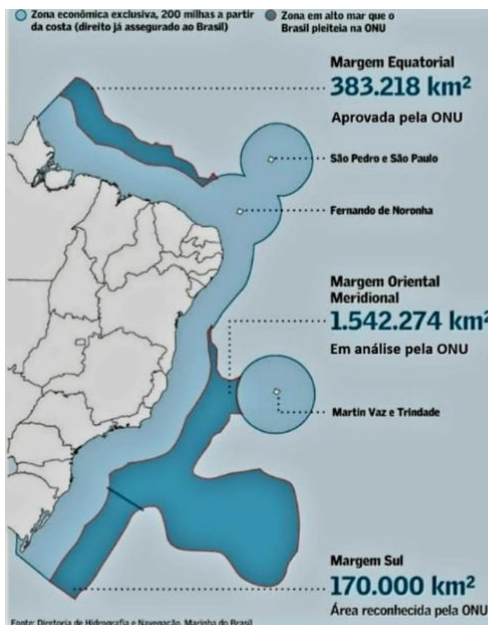 Zona econômica exclusiva, 200 milhas a partir
da costa (direito já assegurado ao Brasil)
Zona em alto mar que o
Brasil pleiteia na ONU
Margem Equatorial
383.218 km²
Aprovada pela ONU
São Pedro e São Paulo
Fernando de Noronha
Margem Oriental
Meridional
1.542.274 km²
Em análise pela ONU
Martin Vaz e Trindade
Margem Sul
170.000 km²
Área reconhecida pela ONU
Fonte: Diretoria de Hidrografia e Navegação, Marinha do Brasil